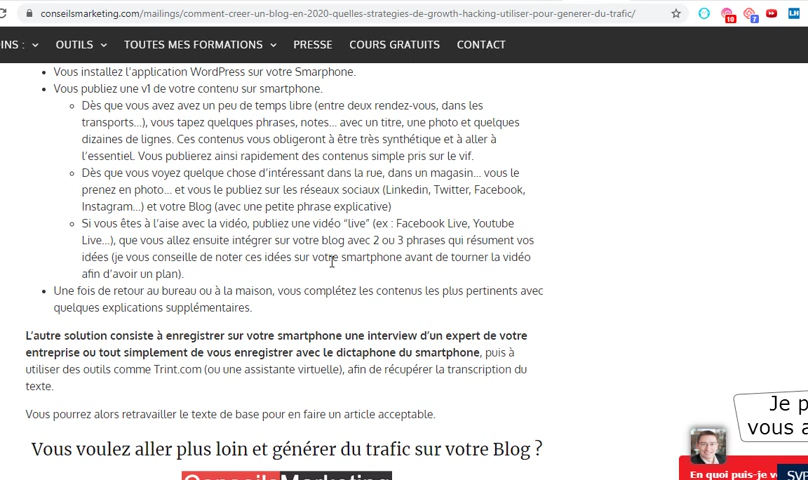 conseilsmarketing.com/mailings/comment-creer-un-blog-en-2020-quelles-strategies-de-growth-hacking-utiliser-pour-generer-du-trafic/
10
7
LH
INS :
OUTILS
TOUTES MES FORMATIONS
PRESSE
COURS GRATUITS
CONTACT
Vous installez l'application WordPress sur votre Smarphone.
Vous publiez une v1 de votre contenu sur smartphone.
Dès que vous avez avez un peu de temps libre (entre deux rendez-vous, dans les
transports…), vous tapez quelques phrases, notes… avec un titre, une photo et quelques
dizaines de lignes. Ces contenus vous obligeront à être très synthétique et à aller à
l'essentiel. Vous publierez ainsi rapidement des contenus simple pris sur le vif.
Dès que vous voyez quelque chose d'intéressant dans la rue, dans un magasin… vous le
prenez en photo… et vous le publiez sur les réseaux sociaux (Linkedin, Twitter, Facebook,
Instagram…) et votre Blog (avec une petite phrase explicative)
Si vous êtes à l'aise avec la vidéo, publiez une vidéo “live” (ex : Facebook Live, Youtube
Live…), que vous allez ensuite intégrer sur votre blog avec 2 ou 3 phrases qui résument vos
idées (je vous conseille de noter ces idées sur votre smartphone avant de tourner la vidéo
afin d'avoir un plan).
Une fois de retour au bureau ou à la maison, vous complétez les contenus les plus pertinents avec
quelques explications supplémentaires.
L'autre solution consiste à enregistrer sur votre smartphone une interview d'un expert de votre
entreprise ou tout simplement de vous enregistrer avec le dictaphone du smartphone, puis à
utiliser des outils comme Trint.com (ou une assistante virtuelle), afin de récupérer la transcription du
texte.
Vous pourrez alors retravailler le texte de base pour en faire un article acceptable.
Vous voulez aller plus loin et générer du trafic sur votre Blog ?
ConseilsMarketing
Je p
vous a
En quoi puis-je v
SVP